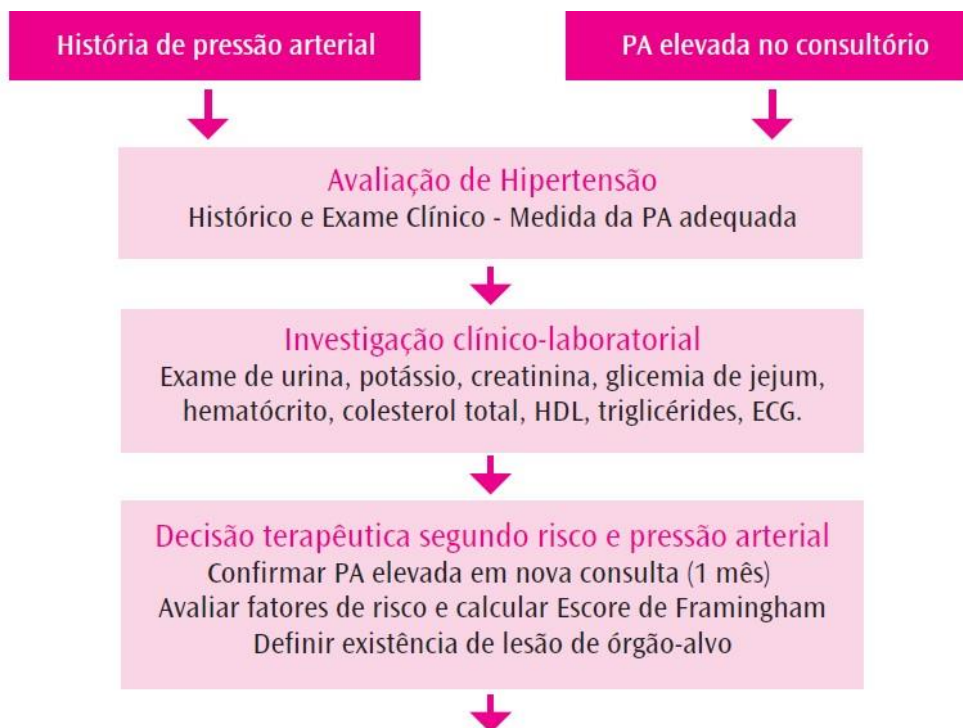 História de pressão arterial
PA elevada no consultório
Avaliação de Hipertensão
Histórico e Exame Clínico - Medida da PA adequada
Investigação clínico-laboratorial
Exame de urina, potássio, creatinina, glicemia de jejum,
hematócrito, colesterol total, HDL, triglicérides, ECG.
Decisão terapêutica segundo risco e pressão arterial
Confirmar PA elevada em nova consulta (1 mês)
Avaliar fatores de risco e calcular Escore de Framingham
Definir existência de lesão de órgão-alvo